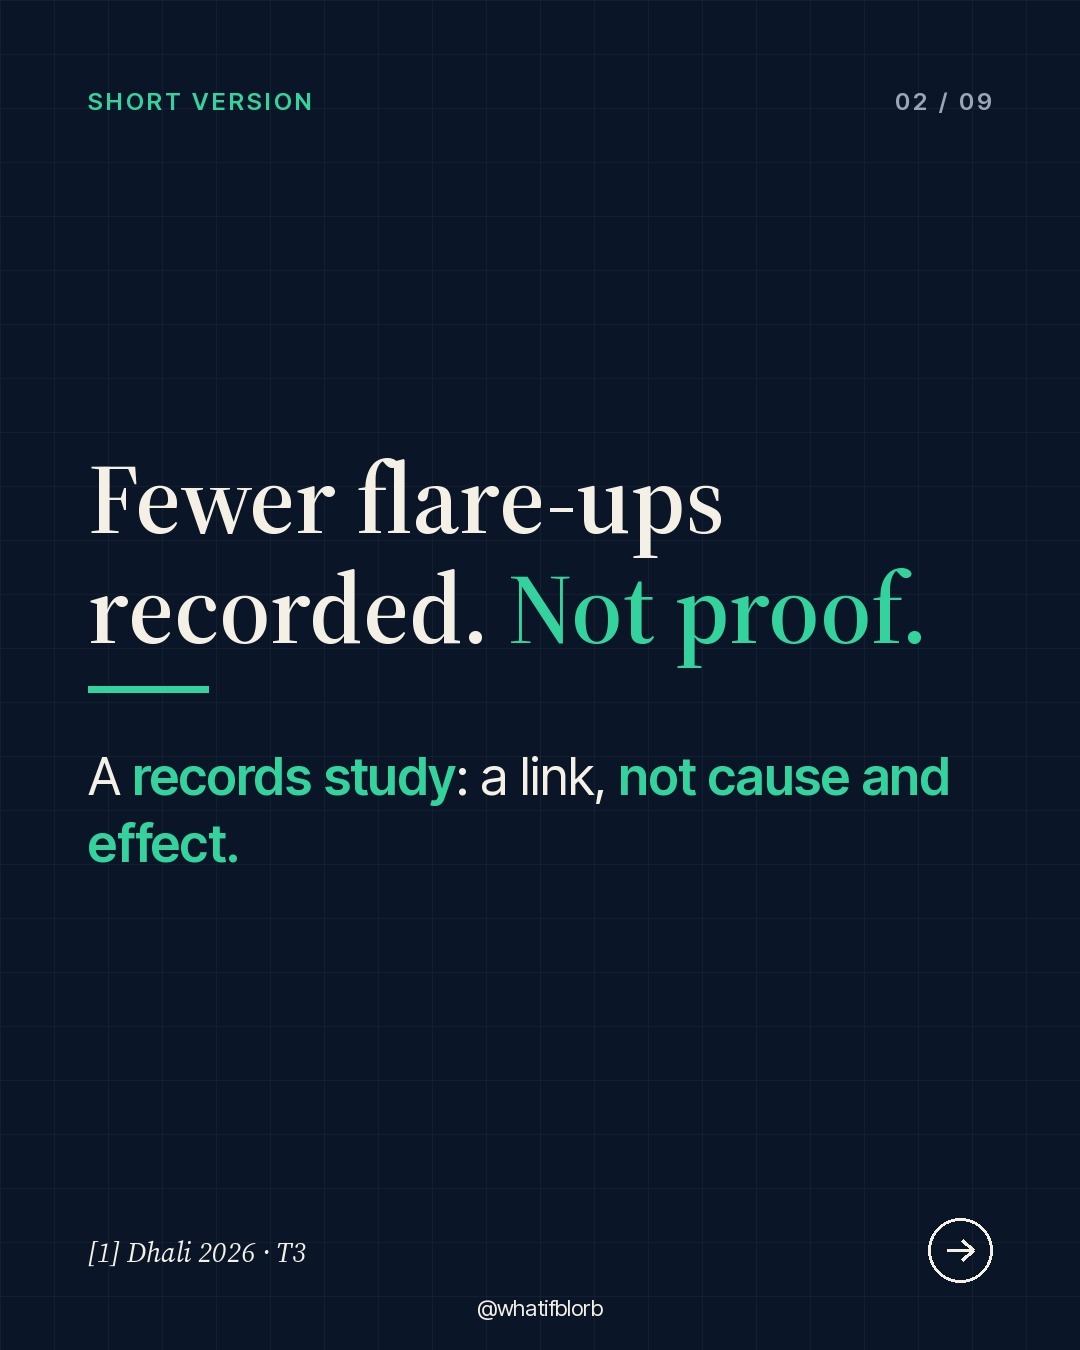 SHORT VERSION
02 / 09
Fewer flare-ups
recorded. Not proof.
A records study: a link, not cause and
effect.
[1] Dhali 2026 · T3
@whatifblorb